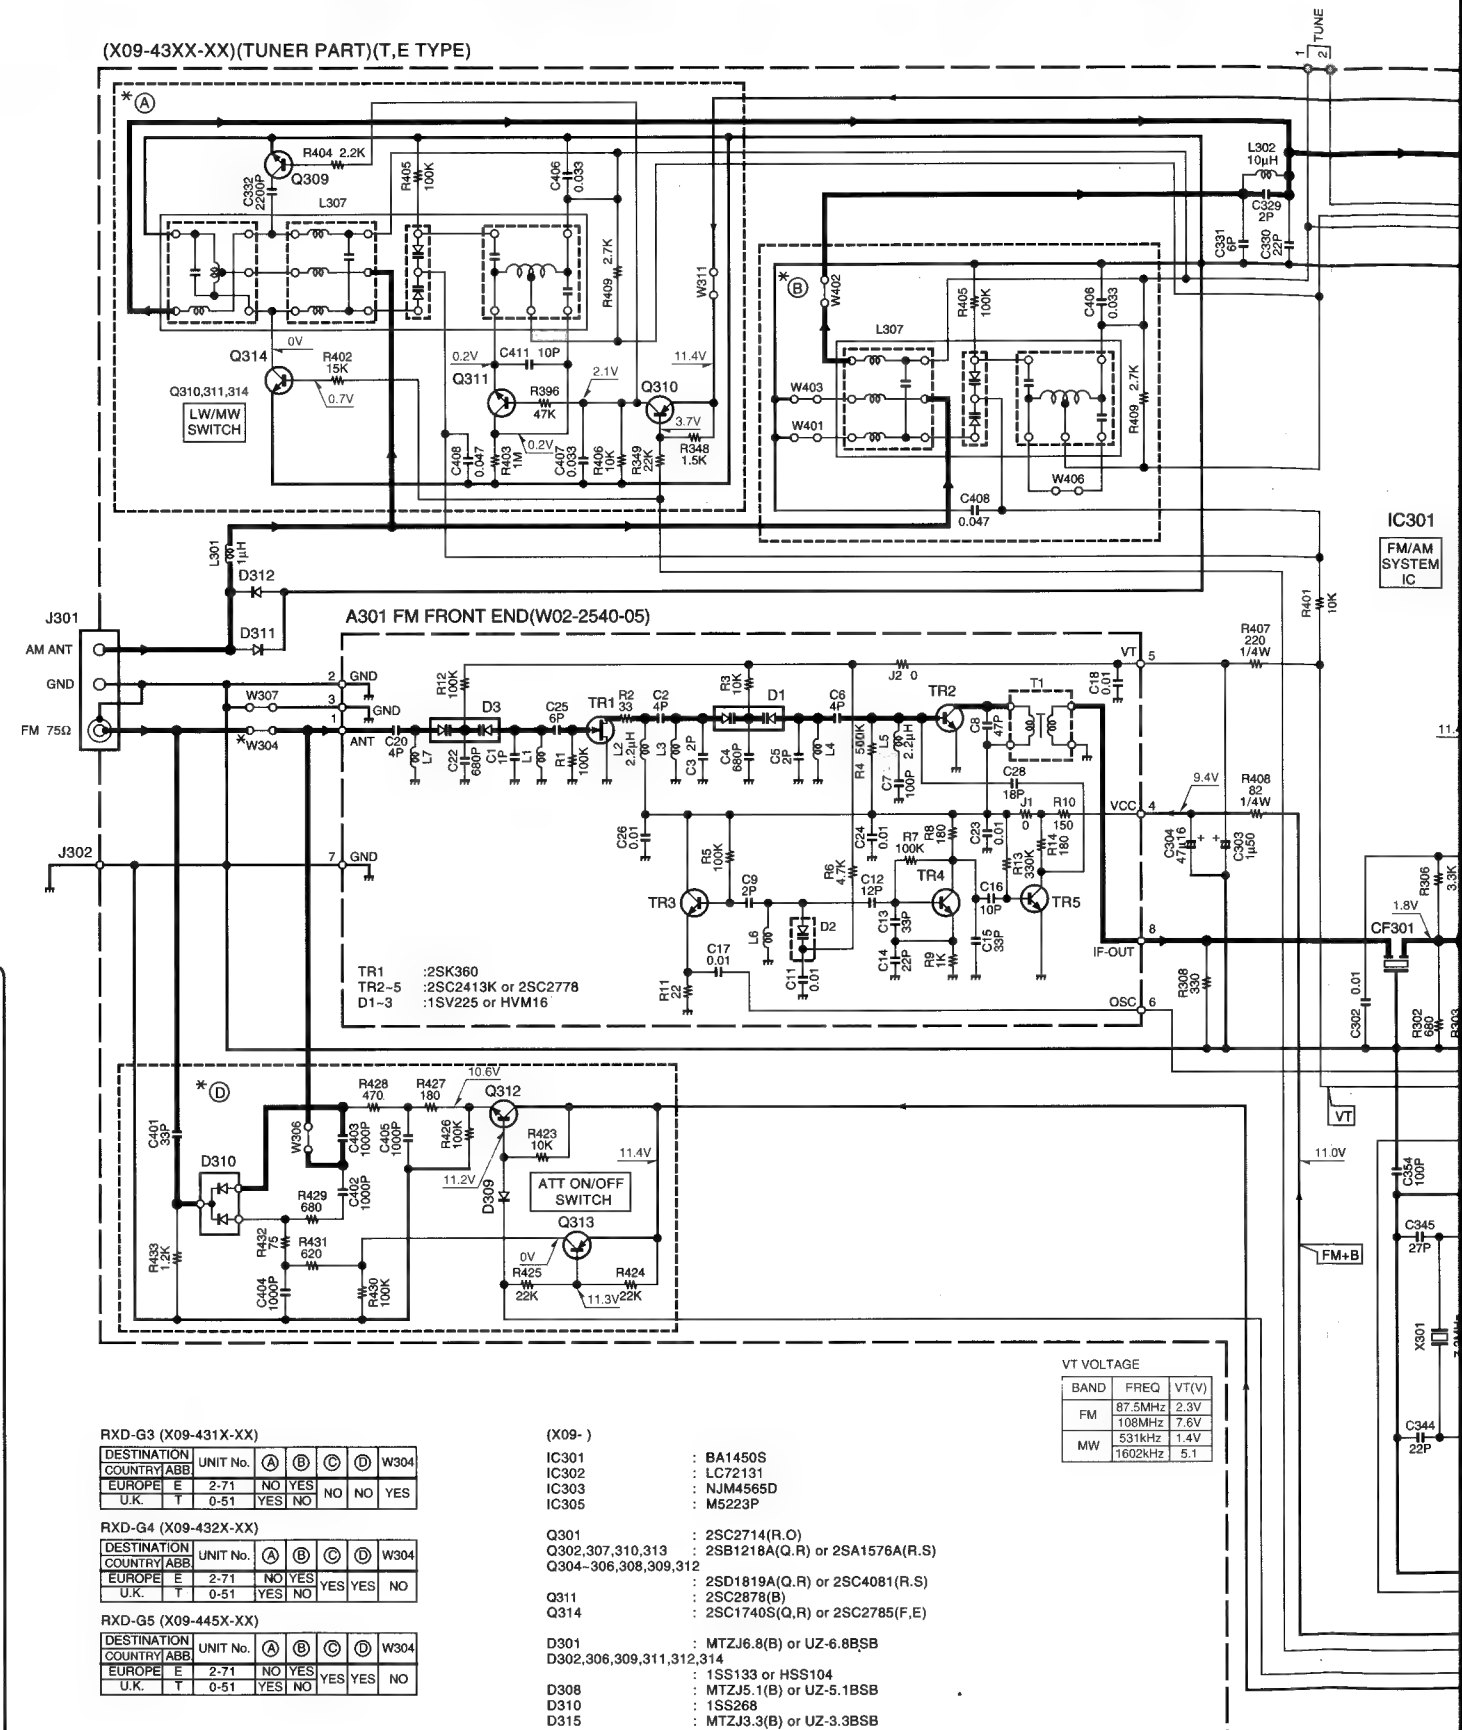 (X09-43XX-XX)(TUNER PART)(T,E TYPE)
TUNE
1
2
* A
R404 2.2K
Q309
C332
2200P
L307
R405
100K
C406
0.033
R409 2.7K
W311
L302
10μH
C329
2P
C331
6P
C330
22P
* B
W402
R405
100K
C406
0.033
L307
W403
W401
R409 2.7K
W406
C408
0.047
Q314
0V
R402
15K
0.7V
Q310,311,314
LW/MW
SWITCH
0.2V
C411 10P
Q311
R396
47K
2.1V
Q310
11.4V
3.7V
R348
1.5K
0.2V
C408
0.047
R403
1M
C407
0.033
R406
10K
R349
22K
IC301
FM/AM
SYSTEM
IC
L301
1μH
D312
D311
J301
AM ANT
GND
FM 75Ω
W307
*W304
J302
A301 FM FRONT END(W02-2540-05)
2 GND
3 GND
1 ANT
7 GND
R12
100K
D3
C20
4P
L7
C22
680P
C1
1P
L1
C25
6P
R1
100K
TR1
R2
33
L2
2.2μH
C2
4P
L3
C3 2P
R3
10K
D1
C4
680P
C5
2P
L4
C6
4P
R4 560K
J2 0
L5
2.2μH
C7
100P
TR2
C8
47P
T1
C18
0.01
VT 5
C28
18P
C26
0.01
R5
100K
TR3
C9
2P
L6
C24
0.01
R6
4.7K
C12
12P
R7
100K
R8
180
C23
0.01
J1
0
R10
150
R13
330K
R14
180
VCC 4
TR4
C13
33P
C14
22P
R9
1K
C16
10P
C15
33P
TR5
D2
C11
0.01
C17
0.01
R11
22
8
IF-OUT
OSC 6
TR1 :2SK360
TR2~5 :2SC2413K or 2SC2778
D1~3 :1SV225 or HVM16
R401
10K
R407
220
1/4W
R408
82
1/4W
9.4V
C304
47μ16
C303
1μ50
R308
330
CF301
1.8V
R306
3.3K
C302 0.01
R302
680
R303
VT
11.0V
FM+B
C354
100P
C345
27P
X301
C344
22P
* D
C401
33P
D310
R433
1.2K
W306
R428
470
R427
180
10.6V
Q312
C403
1000P
C405
1000P
R426
100K
R423
10K
11.4V
11.2V
D309
ATT ON/OFF
SWITCH
R429
680
C402
1000P
R432
75
R431
620
C404
1000P
R430
100K
Q313
0V
R425
22K
R424
22K
11.3V
VT VOLTAGE
BAND FREQ VT(V)
FM 87.5MHz 2.3V
108MHz 7.6V
MW 531kHz 1.4V
1602kHz 5.1
RXD-G3 (X09-431X-XX)
DESTINATION UNIT No. A B C D W304
COUNTRY ABB.
EUROPE E 2-71 NO YES NO NO YES
U.K. T 0-51 YES NO
RXD-G4 (X09-432X-XX)
DESTINATION UNIT No. A B C D W304
COUNTRY ABB.
EUROPE E 2-71 NO YES YES YES NO
U.K. T 0-51 YES NO
RXD-G5 (X09-445X-XX)
DESTINATION UNIT No. A B C D W304
COUNTRY ABB.
EUROPE E 2-71 NO YES YES YES NO
U.K. T 0-51 YES NO
(X09- )
IC301 : BA1450S
IC302 : LC72131
IC303 : NJM4565D
IC305 : M5223P
Q301 : 2SC2714(R.O)
Q302,307,310,313 : 2SB1218A(Q.R) or 2SA1576A(R.S)
Q304~306,308,309,312
: 2SD1819A(Q.R) or 2SC4081(R.S)
Q311 : 2SC2878(B)
Q314 : 2SC1740S(Q,R) or 2SC2785(F,E)
D301 : MTZJ6.8(B) or UZ-6.8BSB
D302,306,309,311,312,314
: 1SS133 or HSS104
D308 : MTZJ5.1(B) or UZ-5.1BSB
D310 : 1SS268
D315 : MTZJ3.3(B) or UZ-3.3BSB